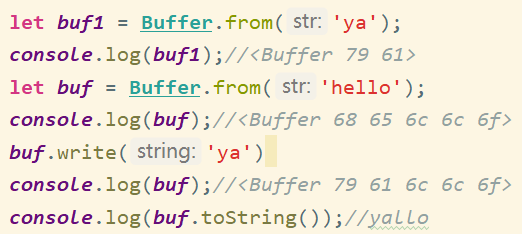 let buf1 = Buffer.from( str: 'ya');
console.log(buf1);//<Buffer 79 61>
let buf = Buffer.from( str: 'hello');
console.log(buf);//<Buffer 68 65 6c 6c 6f>
buf.write( string: 'ya')
console.log(buf);//<Buffer 79 61 6c 6c 6f>
console.log(buf.toString());//yallo